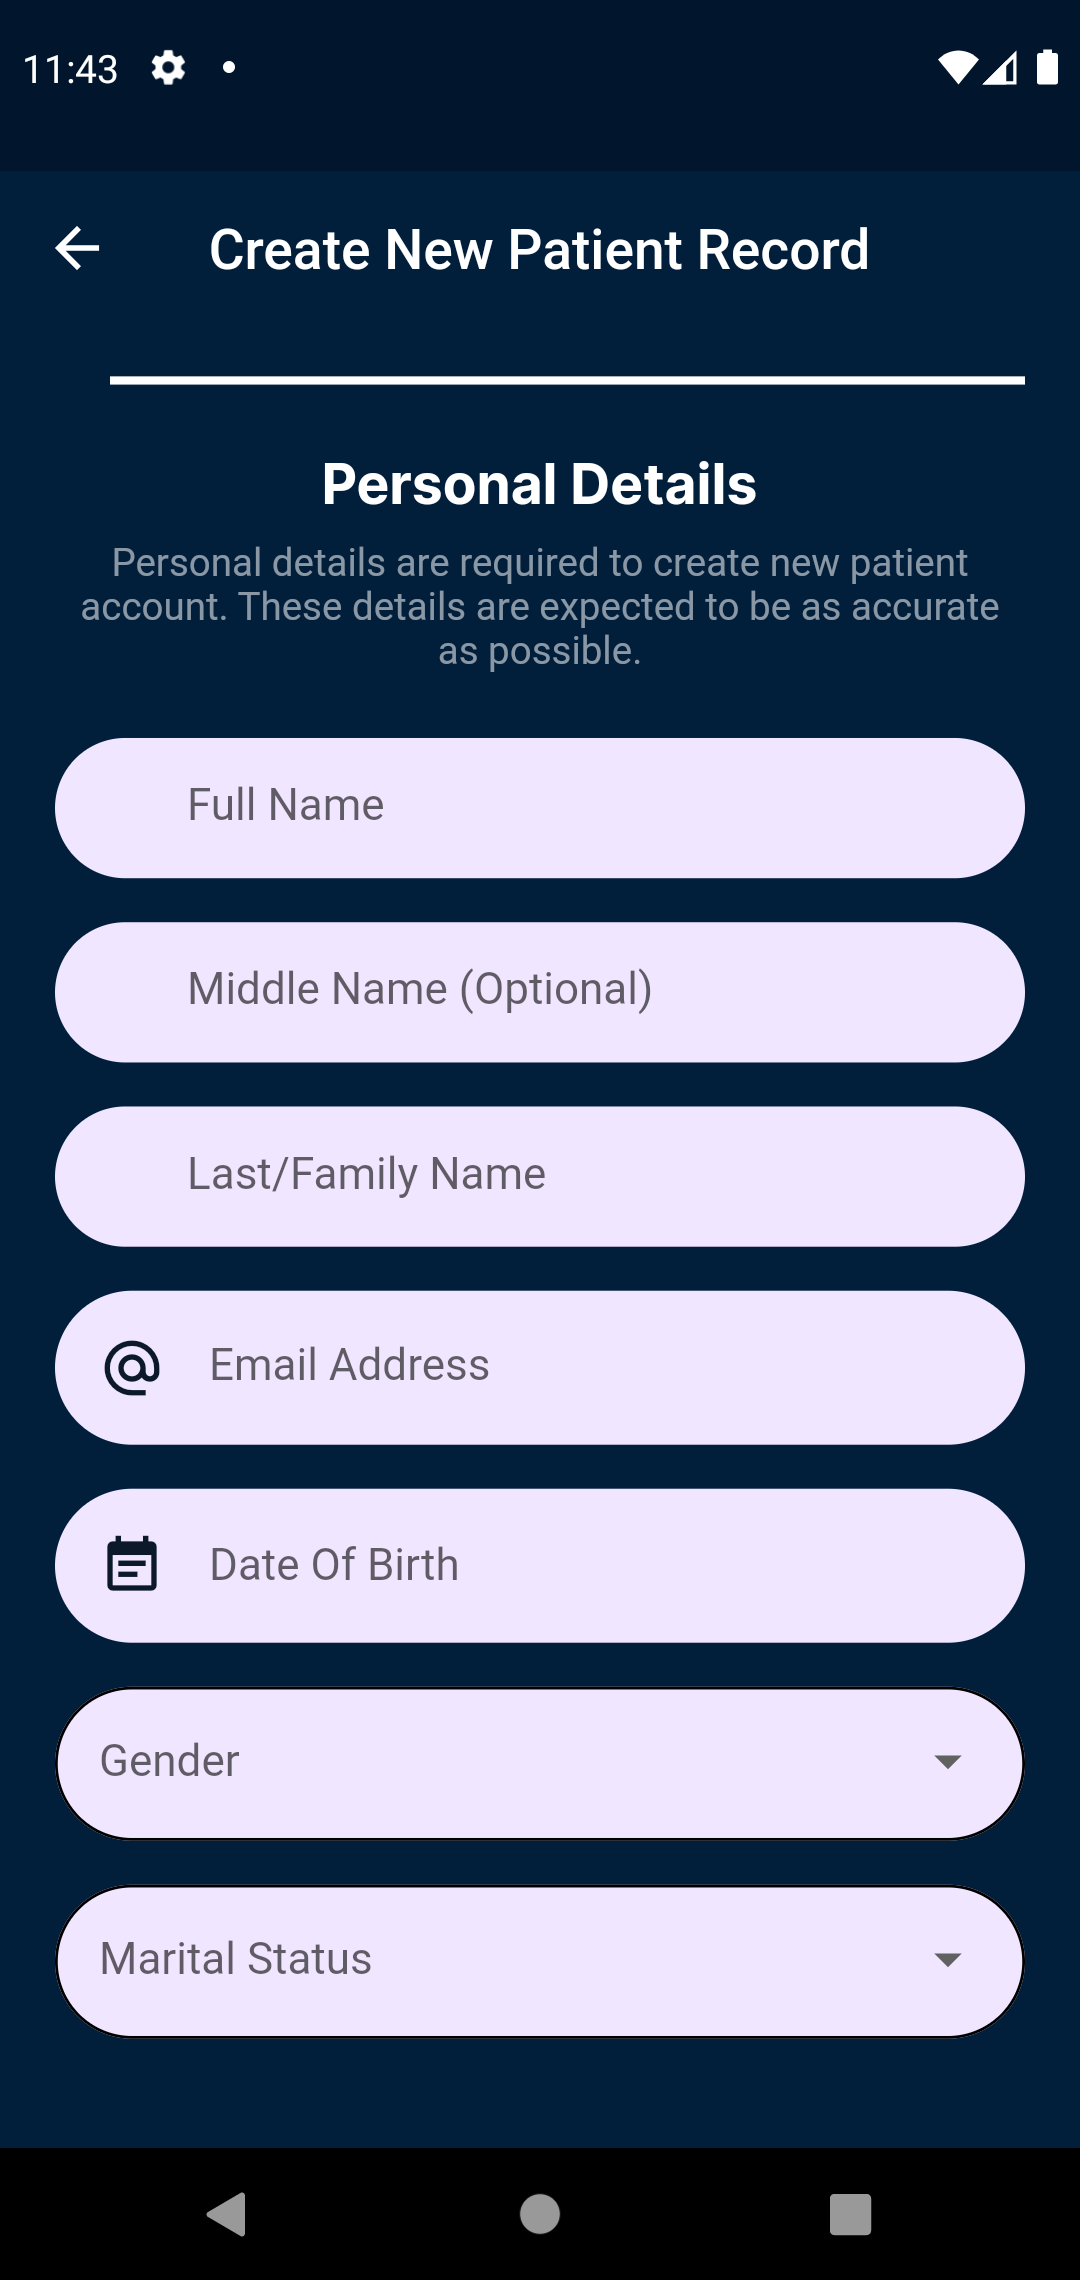 11:43
Create New Patient Record
Personal Details
Personal details are required to create new patient
account. These details are expected to be as accurate
as possible.
Full Name
Middle Name (Optional)
Last/Family Name
Email Address
Date Of Birth
Gender
Marital Status